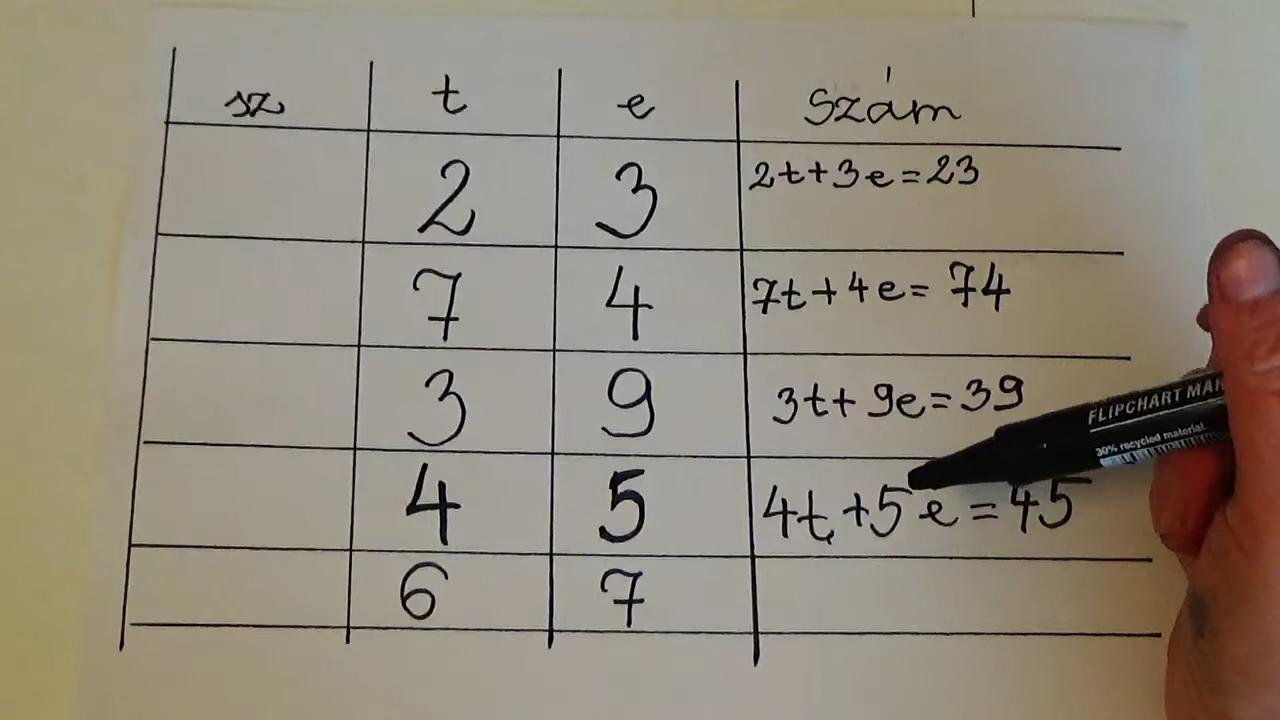 sz t e Szám
2 3 2t+3e=23
7 4 7t+4e=74
3 9 3t+9e=39
4 5 4t+5e=45
6 7
FLIPCHART MAR
30% recycled material